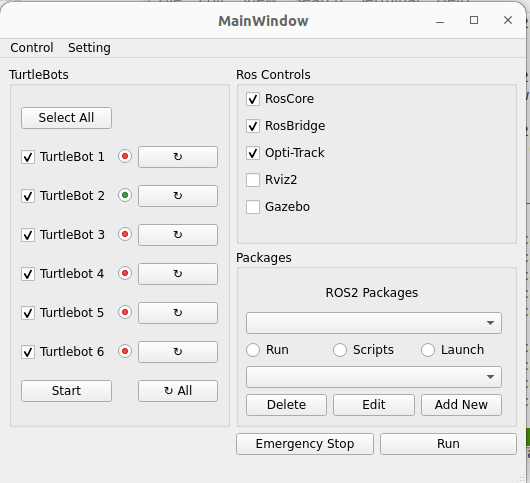 MainWindow
Control Setting
TurtleBots
Select All
TurtleBot 1 ↻
TurtleBot 2 ↻
TurtleBot 3 ↻
Turtlebot 4 ↻
Turtlebot 5 ↻
Turtlebot 6 ↻
Start ↻ All
Ros Controls
RosCore
RosBridge
Opti-Track
Rviz2
Gazebo
Packages
ROS2 Packages
Run Scripts Launch
Delete Edit Add New
Emergency Stop Run